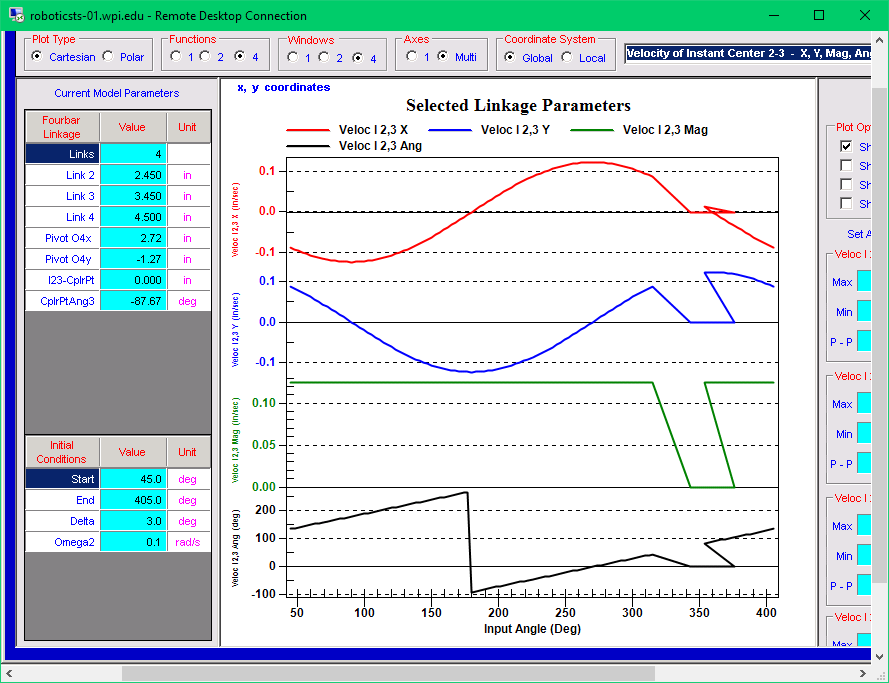 roboticsts-01.wpi.edu - Remote Desktop Connection
Plot Type
Cartesian Polar
Functions
1 2 4
Windows
1 2 4
Axes
1 Multi
Coordinate System
Global Local
Velocity of Instant Center 2-3 - X, Y, Mag, Ang
Current Model Parameters
Fourbar Linkage Value Unit
Links 4
Link 2 2.450 in
Link 3 3.450 in
Link 4 4.500 in
Pivot O4x 2.72 in
Pivot O4y -1.27 in
I23-CplrPt 0.000 in
CplrPtAng3 -87.67 deg
Initial Conditions Value Unit
Start 45.0 deg
End 405.0 deg
Delta 3.0 deg
Omega2 0.1 rad/s
x, y coordinates
Selected Linkage Parameters
Veloc I 2,3 X Veloc I 2,3 Y Veloc I 2,3 Mag
Veloc I 2,3 Ang
Veloc I 2,3 X (in/sec)
0.1
0.0
-0.1
Veloc I 2,3 Y (in/sec)
0.1
0.0
-0.1
Veloc I 2,3 Mag (in/sec)
0.10
0.05
0.00
Veloc I 2,3 Ang (deg)
200
100
0
-100
50 100 150 200 250 300 350 400
Input Angle (Deg)
Plot Op
Sh
Sh
Sh
Sh
Set A
Veloc I
Max
Min
P - P
Veloc I
Max
Min
P - P
Veloc I
Max
Min
P - P
Veloc I
Max